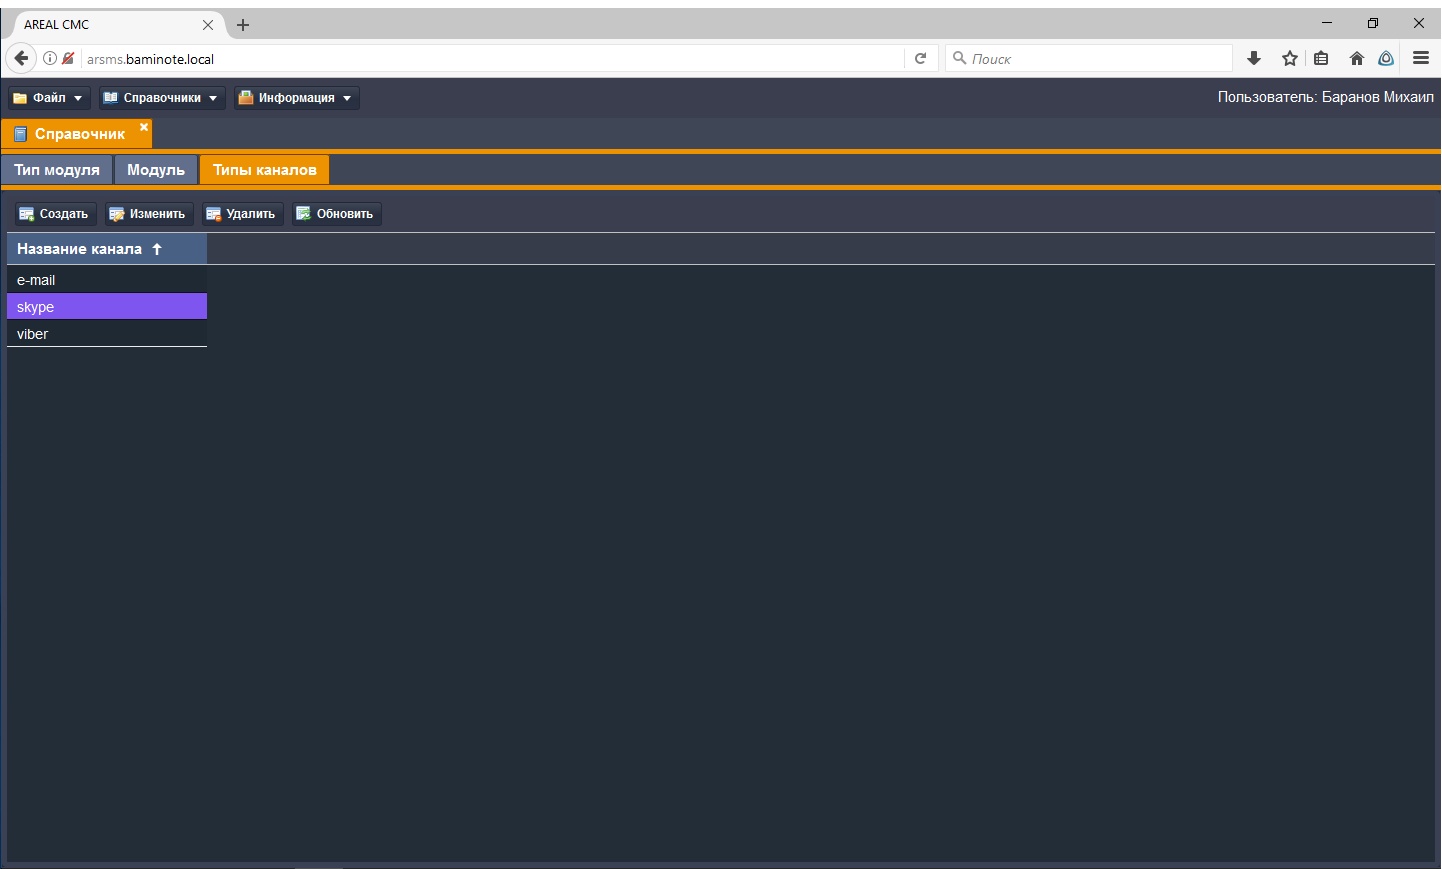 AREAL CMC
arsms.baminote.local
Поиск
Файл Справочники Информация Пользователь: Баранов Михаил
Справочник
Тип модуля Модуль Типы каналов
Создать Изменить Удалить Обновить
Название канала
e-mail
skype
viber